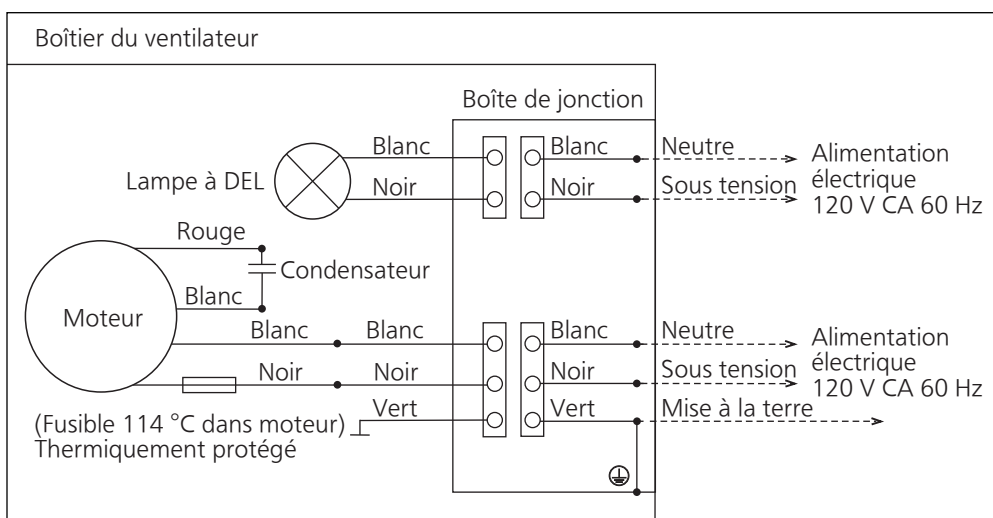 Boîtier du ventilateur
Boîte de jonction
Blanc
Blanc
Neutre
Lampe à DEL
Noir
Noir
Sous tension
Alimentation
électrique
120 V CA 60 Hz
Rouge
Condensateur
Blanc
Moteur
Blanc
Blanc
Blanc
Neutre
Noir
Noir
Noir
Sous tension
Alimentation
électrique
120 V CA 60 Hz
Vert
Vert
Mise à la terre
(Fusible 114 °C dans moteur)
Thermiquement protégé